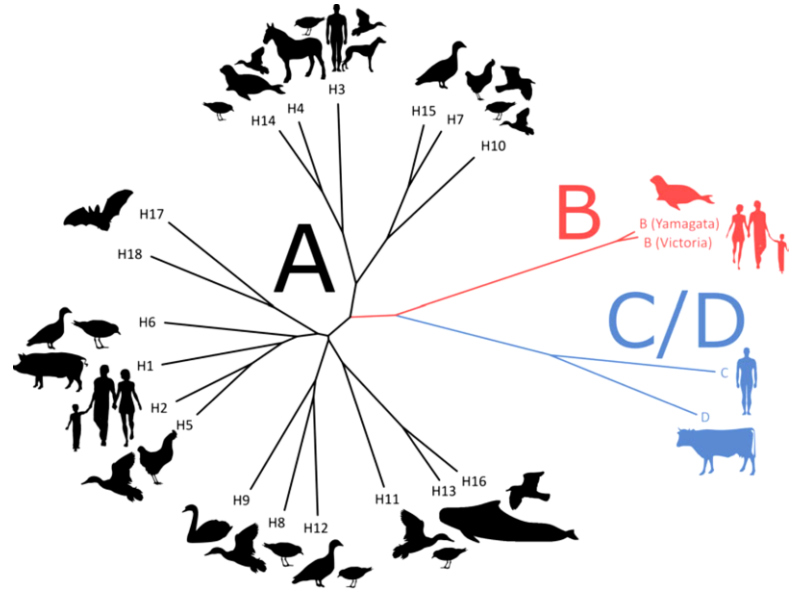 H3
H4
H14
H15
H7
H10
H17
H18
A
B
B (Yamagata)
B (Victoria)
C/D
C
D
H6
H1
H2
H5
H9
H8
H12
H11
H13
H16